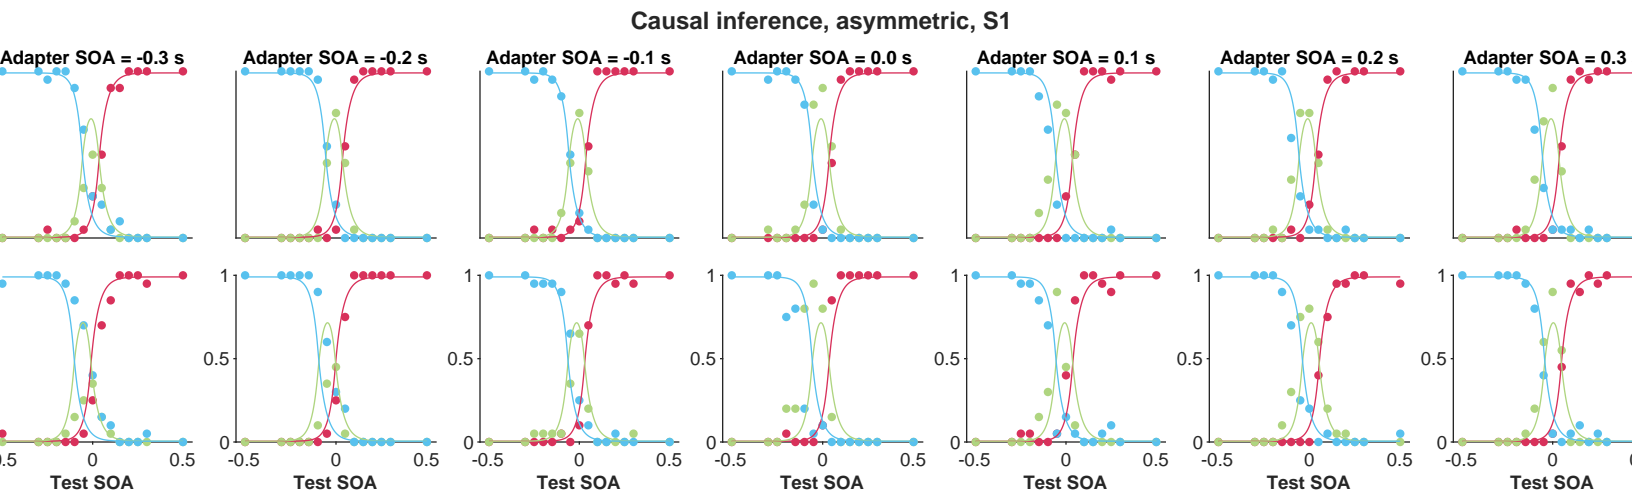 Causal inference, asymmetric, S1
Adapter SOA = -0.3 s
Adapter SOA = -0.2 s
Adapter SOA = -0.1 s
Adapter SOA = 0.0 s
Adapter SOA = 0.1 s
Adapter SOA = 0.2 s
Adapter SOA = 0.3
1 1 1 1 1 1
0.5 0.5 0.5 0.5 0.5 0.5
0 0 0 0 0 0
0 0.5 -0.5 0 0.5 -0.5 0 0.5 -0.5 0 0.5 -0.5 0 0.5 -0.5 0 0.5 -0.5 0
Test SOA
Test SOA
Test SOA
Test SOA
Test SOA
Test SOA
Test SOA